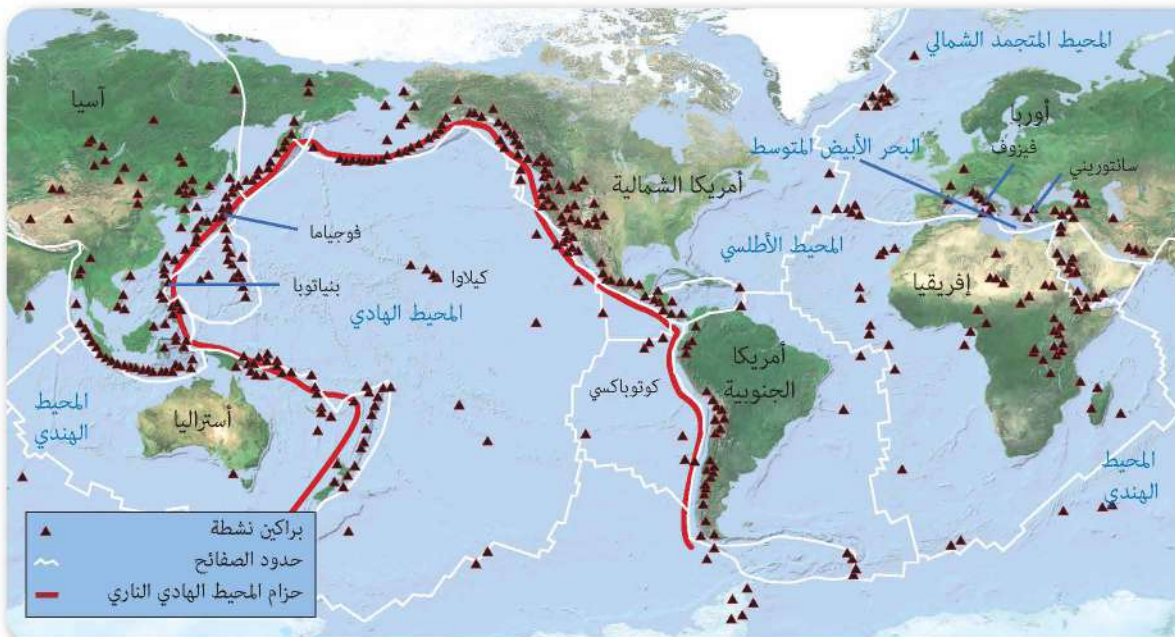 المحيط المتجمد الشمالي
آسيا
أوربا
فيزوف
البحر الأبيض المتوسط
سانتوريني
أمريكا الشمالية
فوجياما
المحيط الأطلسي
كيلاوا
إفريقيا
بنياتوبا
المحيط الهادي
أمريكا
الجنوبية
كوتوباكسي
المحيط
الهندي
أستراليا
المحيط
الهندي
براكين نشطة
حدود الصفائح
حزام المحيط الهادي الناري